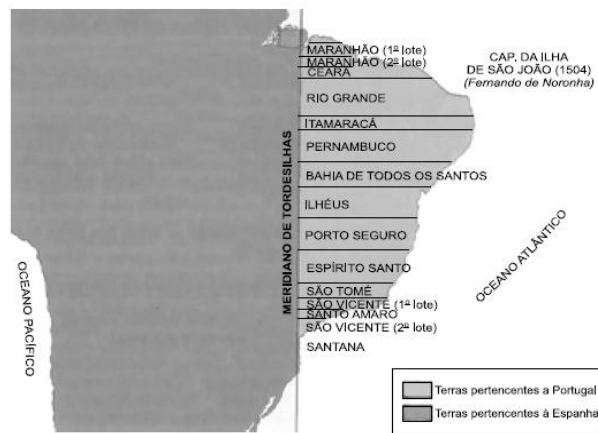 MARANHÃO (1º lote)
MARANHÃO (2º lote)
CEARÁ
CAP. DA ILHA
DE SÃO JOÃO (1504)
(Fernando de Noronha)
RIO GRANDE
ITAMARACÁ
PERNAMBUCO
BAHIA DE TODOS OS SANTOS
ILHÉUS
PORTO SEGURO
ESPÍRITO SANTO
SÃO TOMÉ
SÃO VICENTE (1º lote)
SANTO AMARO
SÃO VICENTE (2º lote)
SANTANA
MERIDIANO DE TORDESILHAS
OCEANO PACÍFICO
OCEANO ATLÂNTICO
Terras pertencentes a Portugal
Terras pertencentes à Espanha